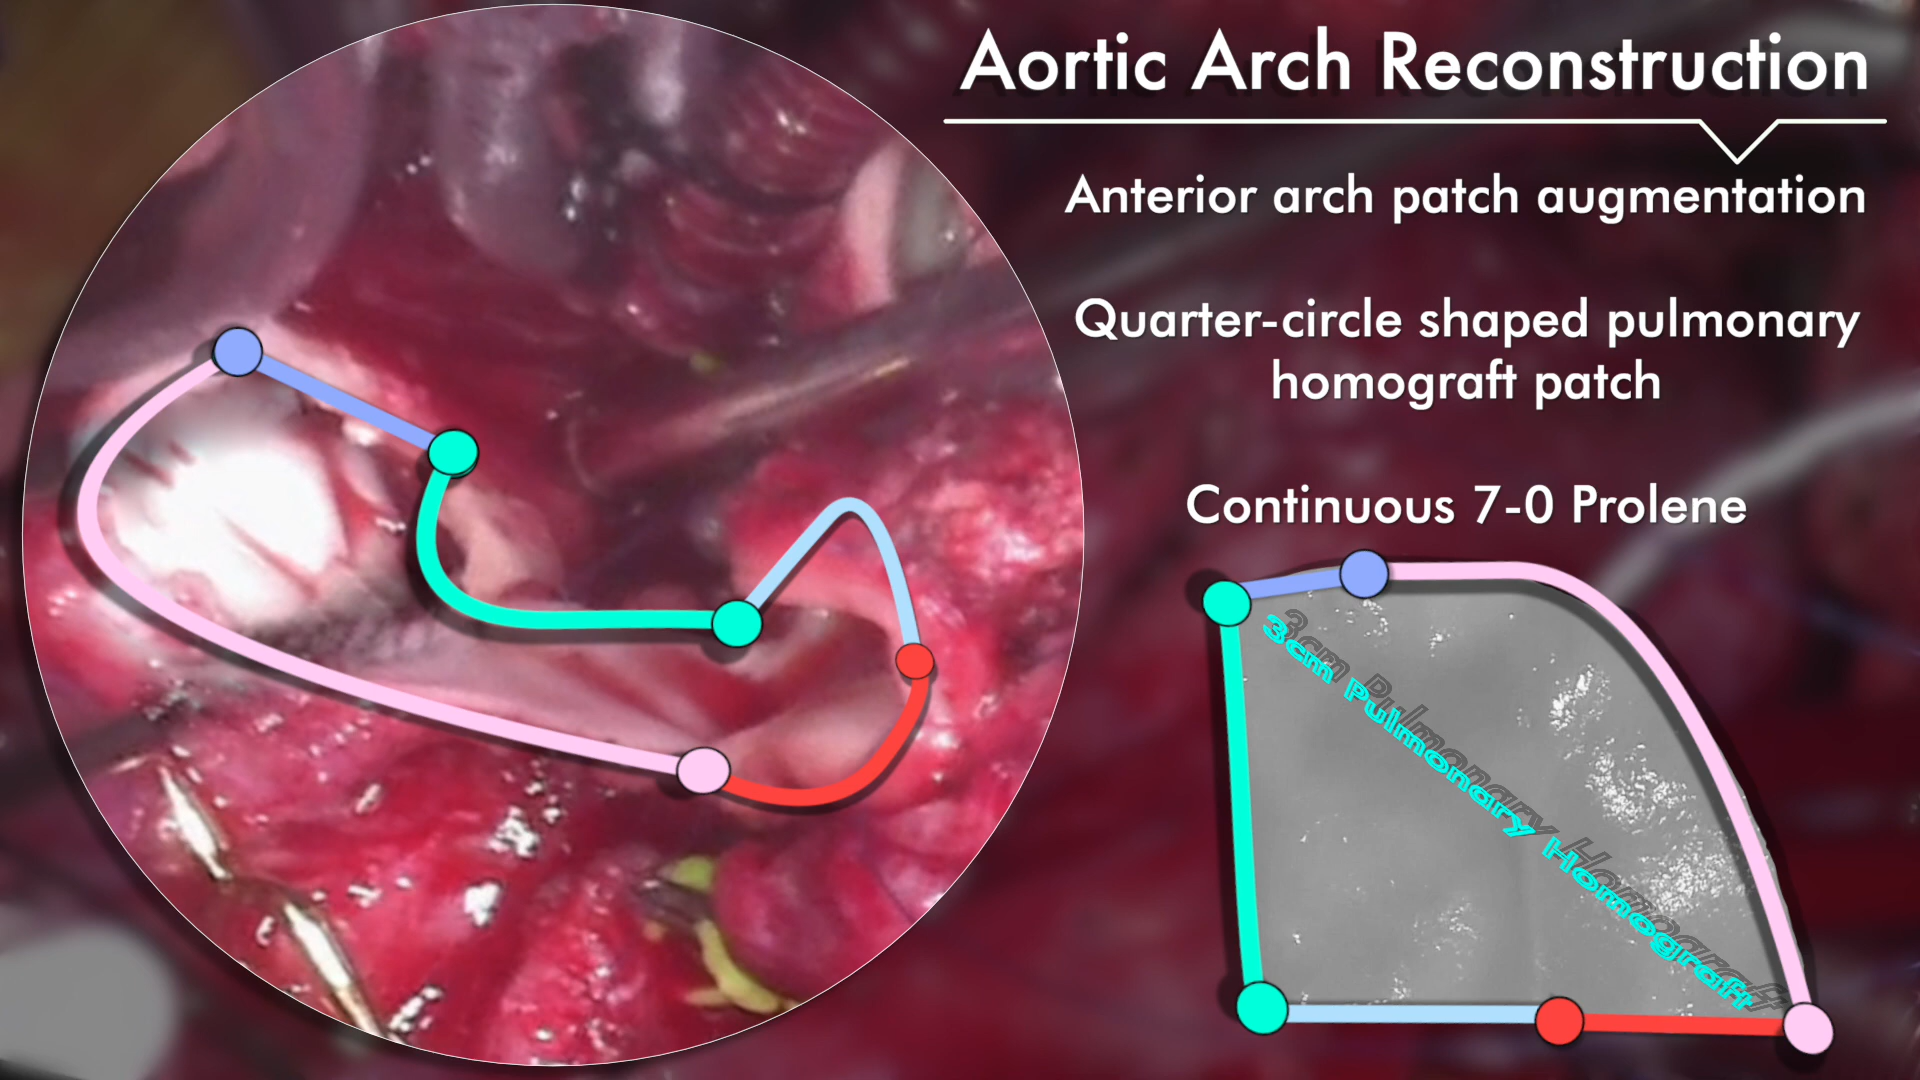 Aortic Arch Reconstruction
Anterior arch patch augmentation
Quarter-circle shaped pulmonary
homograft patch
Continuous 7-0 Prolene
3cm Pulmonary Homograft